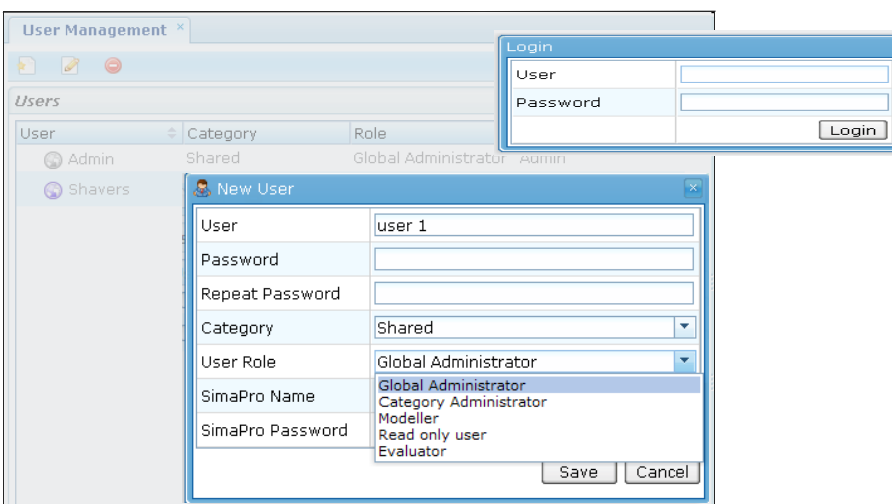 User Management ×
Login
User
Password
Login
Users
User Category Role
Admin Shared Global Administrator Admin
Shavers
New User
User user 1
Password
Repeat Password
Category Shared
User Role Global Administrator
Global Administrator
Category Administrator
Modeller
Read only user
Evaluator
SimaPro Name
SimaPro Password
Save Cancel